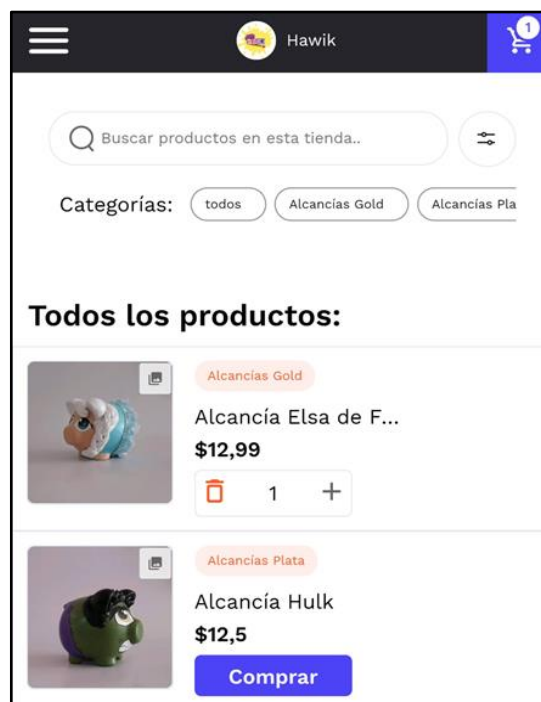 Hawik
1
Buscar productos en esta tienda..
Categorías: todos Alcancías Gold Alcancías Pla
Todos los productos:
Alcancías Gold
Alcancía Elsa de F...
$12,99
1
Alcancías Plata
Alcancía Hulk
$12,5
Comprar